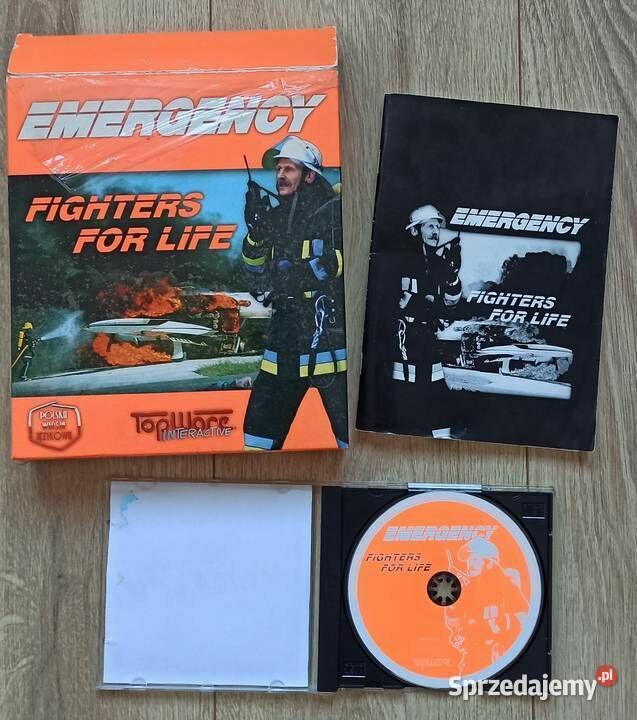 EMERGENCY
FIGHTERS
FOR LIFE
POLSKA
WERSJA
JĘZYKOWA
TopWare
INTERACTIVE
EMERGENCY
FIGHTERS
FOR LIFE
EMERGENCY
FIGHTERS
FOR LIFE
TopWare
Sprzedajemy.pl